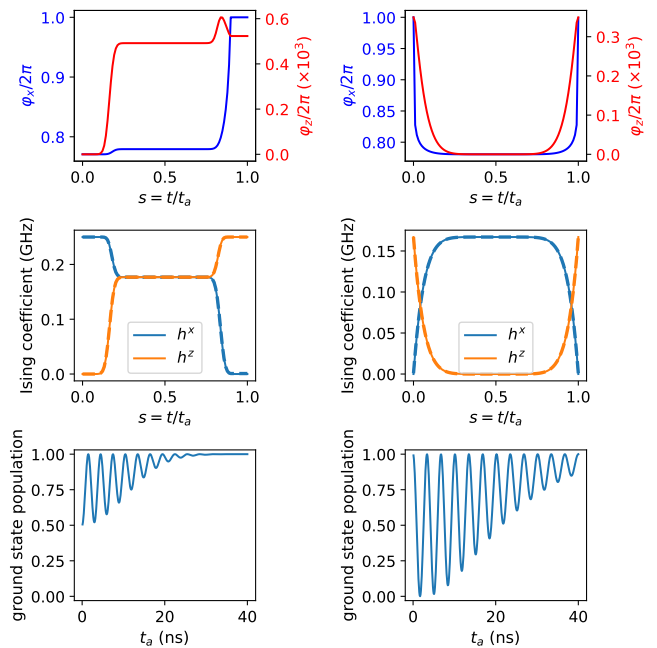 1.0
0.9
0.8
φx/2π
0.6
0.4
0.2
0.0
φz/2π (×10³)
0.0 0.5 1.0
s = t/ta
1.00
0.95
0.90
0.85
0.80
φx/2π
0.3
0.2
0.1
0.0
φz/2π (×10³)
0.0 0.5 1.0
s = t/ta
Ising coefficient (GHz)
0.2
0.1
0.0
hˣ
hᶻ
0.0 0.5 1.0
s = t/ta
Ising coefficient (GHz)
0.15
0.10
0.05
0.00
hˣ
hᶻ
0.0 0.5 1.0
s = t/ta
ground state population
1.00
0.75
0.50
0.25
0.00
0 20 40
ta (ns)
ground state population
1.00
0.75
0.50
0.25
0.00
0 20 40
ta (ns)